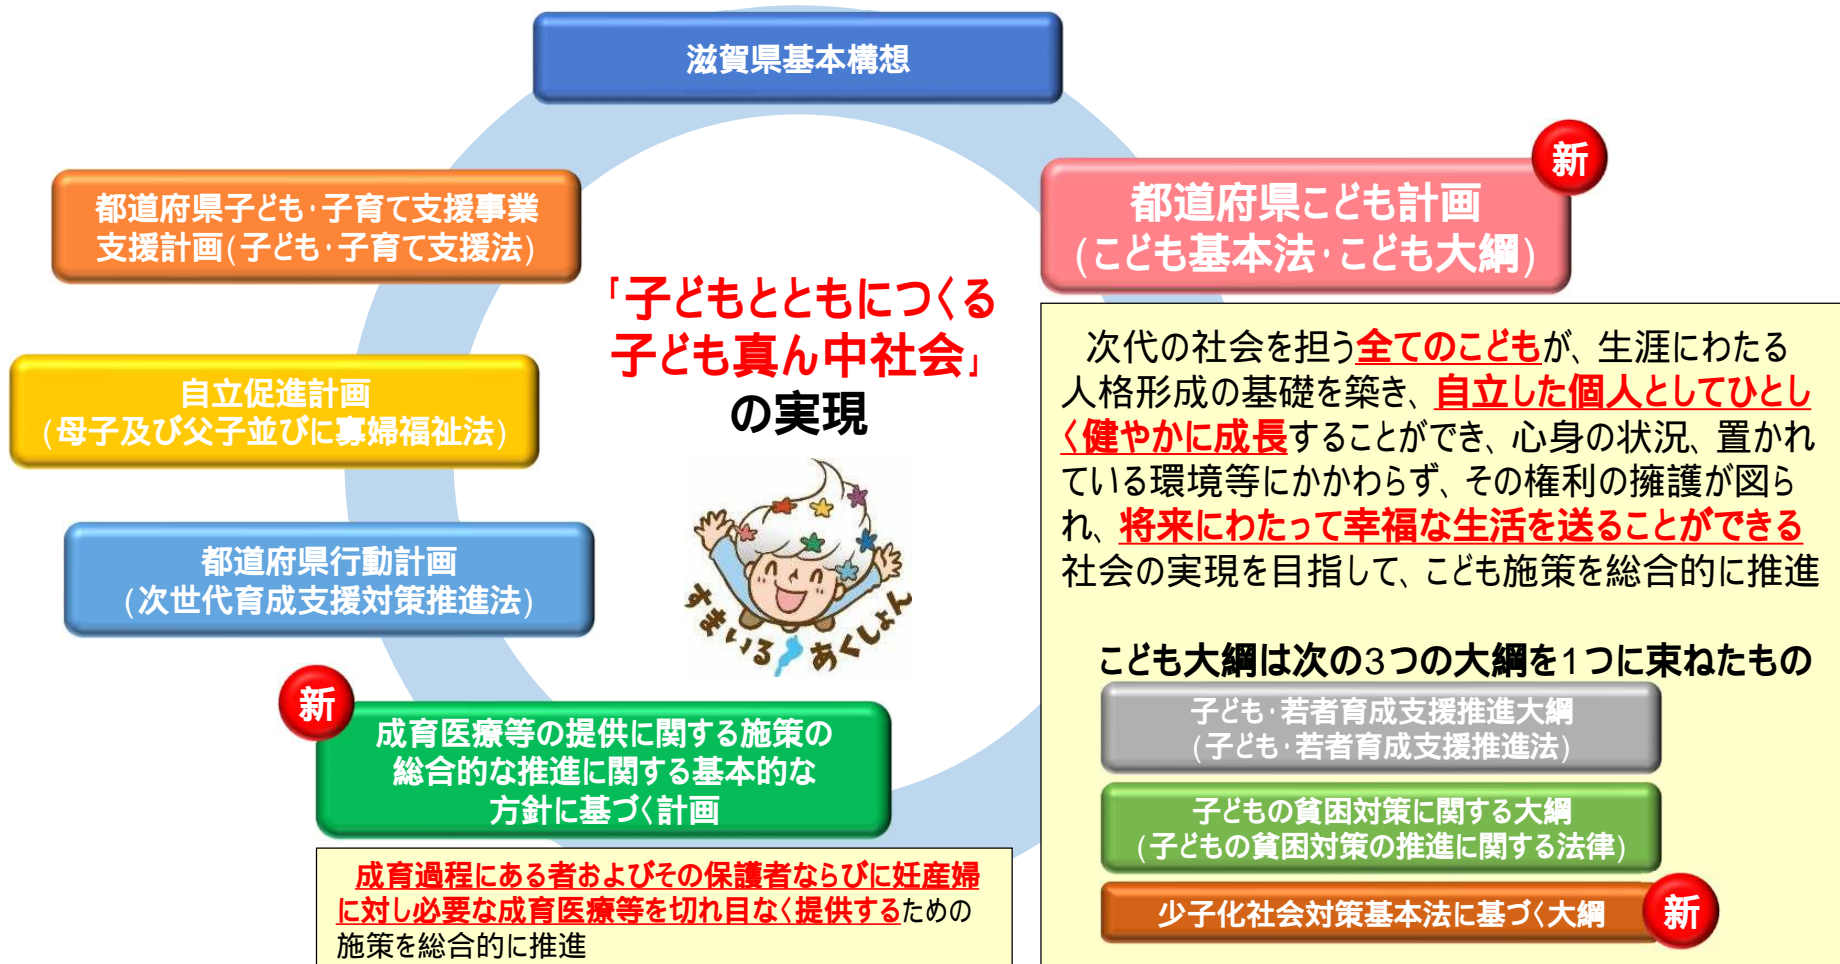 滋賀県基本構想
新
都道府県こども計画
(こども基本法・こども大綱)
都道府県子ども・子育て支援事業
支援計画(子ども・子育て支援法)
自立促進計画
(母子及び父子並びに寡婦福祉法)
都道府県行動計画
(次世代育成支援対策推進法)
新
成育医療等の提供に関する施策の
総合的な推進に関する基本的な
方針に基づく計画
成育過程にある者およびその保護者ならびに妊産婦
に対し必要な成育医療等を切れ目なく提供するための
施策を総合的に推進
「子どもとともにつくる
子ども真ん中社会」
の実現
すまいる あくしょん
次代の社会を担う全てのこどもが、生涯にわたる
人格形成の基礎を築き、自立した個人としてひとし
く健やかに成長することができ、心身の状況、置かれ
ている環境等にかかわらず、その権利の擁護が図ら
れ、将来にわたって幸福な生活を送ることができる
社会の実現を目指して、こども施策を総合的に推進
こども大綱は次の3つの大綱を1つに束ねたもの
子ども・若者育成支援推進大綱
(子ども・若者育成支援推進法)
子どもの貧困対策に関する大綱
(子どもの貧困対策の推進に関する法律)
少子化社会対策基本法に基づく大綱
新